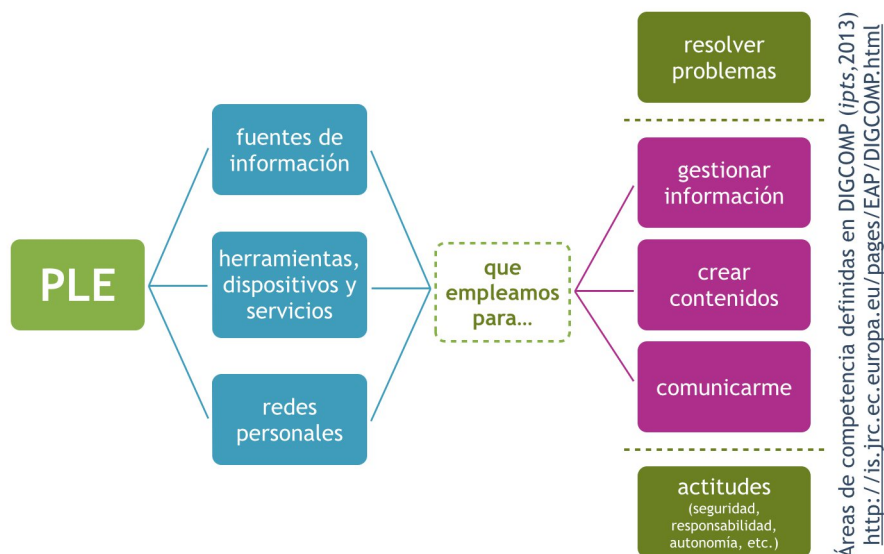 PLE
fuentes de
información
herramientas,
dispositivos y
servicios
redes
personales
que
empleamos
para...
resolver
problemas
gestionar
información
crear
contenidos
comunicarme
actitudes
(seguridad,
responsabilidad,
autonomía, etc.)
Áreas de competencia definidas en DIGCOMP (ipts,2013)
http://is.jrc.ec.europa.eu/pages/EAP/DIGCOMP.html